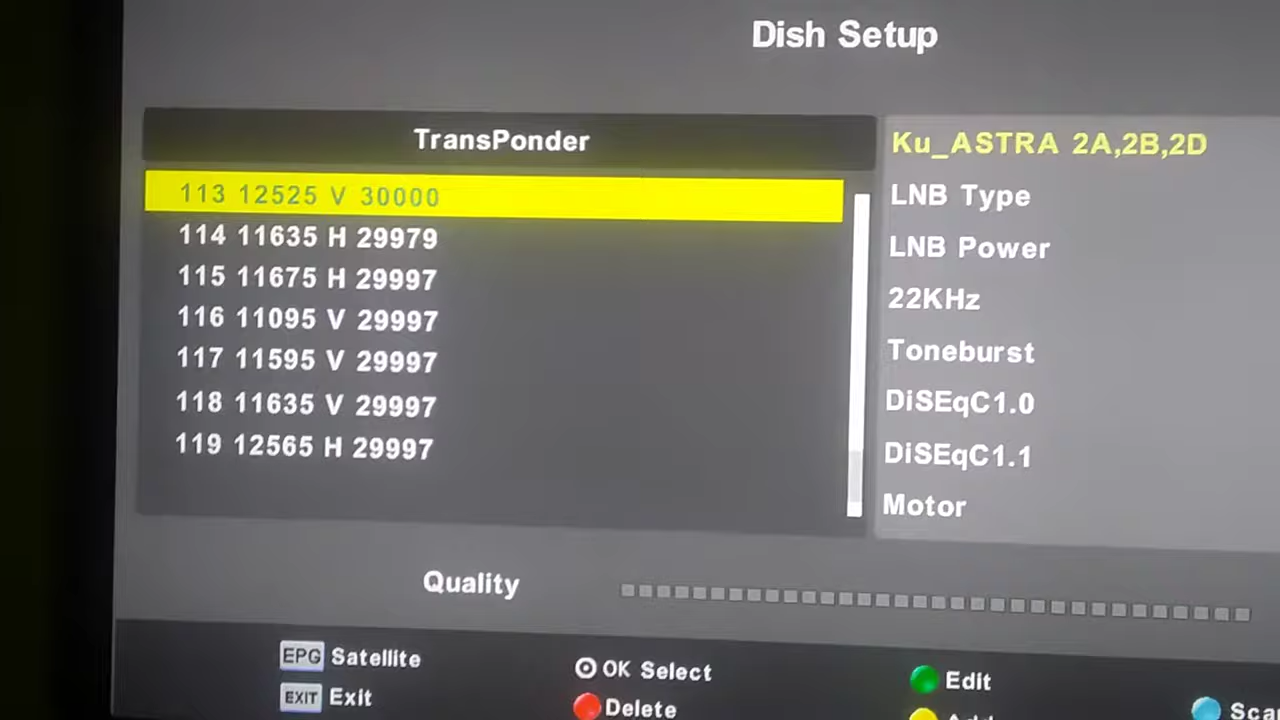 Dish Setup
TransPonder
113 12525 V 30000
114 11635 H 29979
115 11675 H 29997
116 11095 V 29997
117 11595 V 29997
118 11635 V 29997
119 12565 H 29997
Ku_ASTRA 2A,2B,2D
LNB Type
LNB Power
22KHz
Toneburst
DiSEqC1.0
DiSEqC1.1
Motor
Quality
EPG Satellite
OK Select
Edit
EXIT Exit
Delete